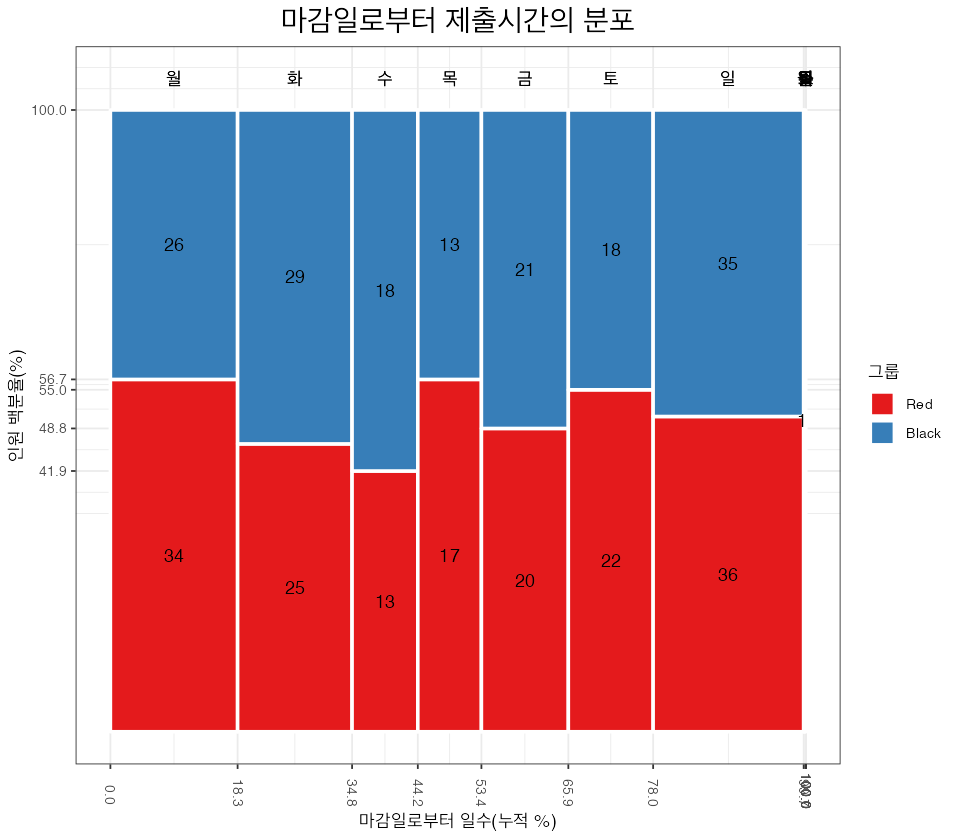 마감일로부터 제출시간의 분포
월 화 수 목 금 토 일
100.0
56.7
55.0
48.8
41.9
인원 백분율(%)
26 29 18 13 21 18 35
34 25 13 17 20 22 36
1
0.0 18.3 34.8 44.2 53.4 65.9 78.0
마감일로부터 일수(누적 %)
그룹
Red
Black